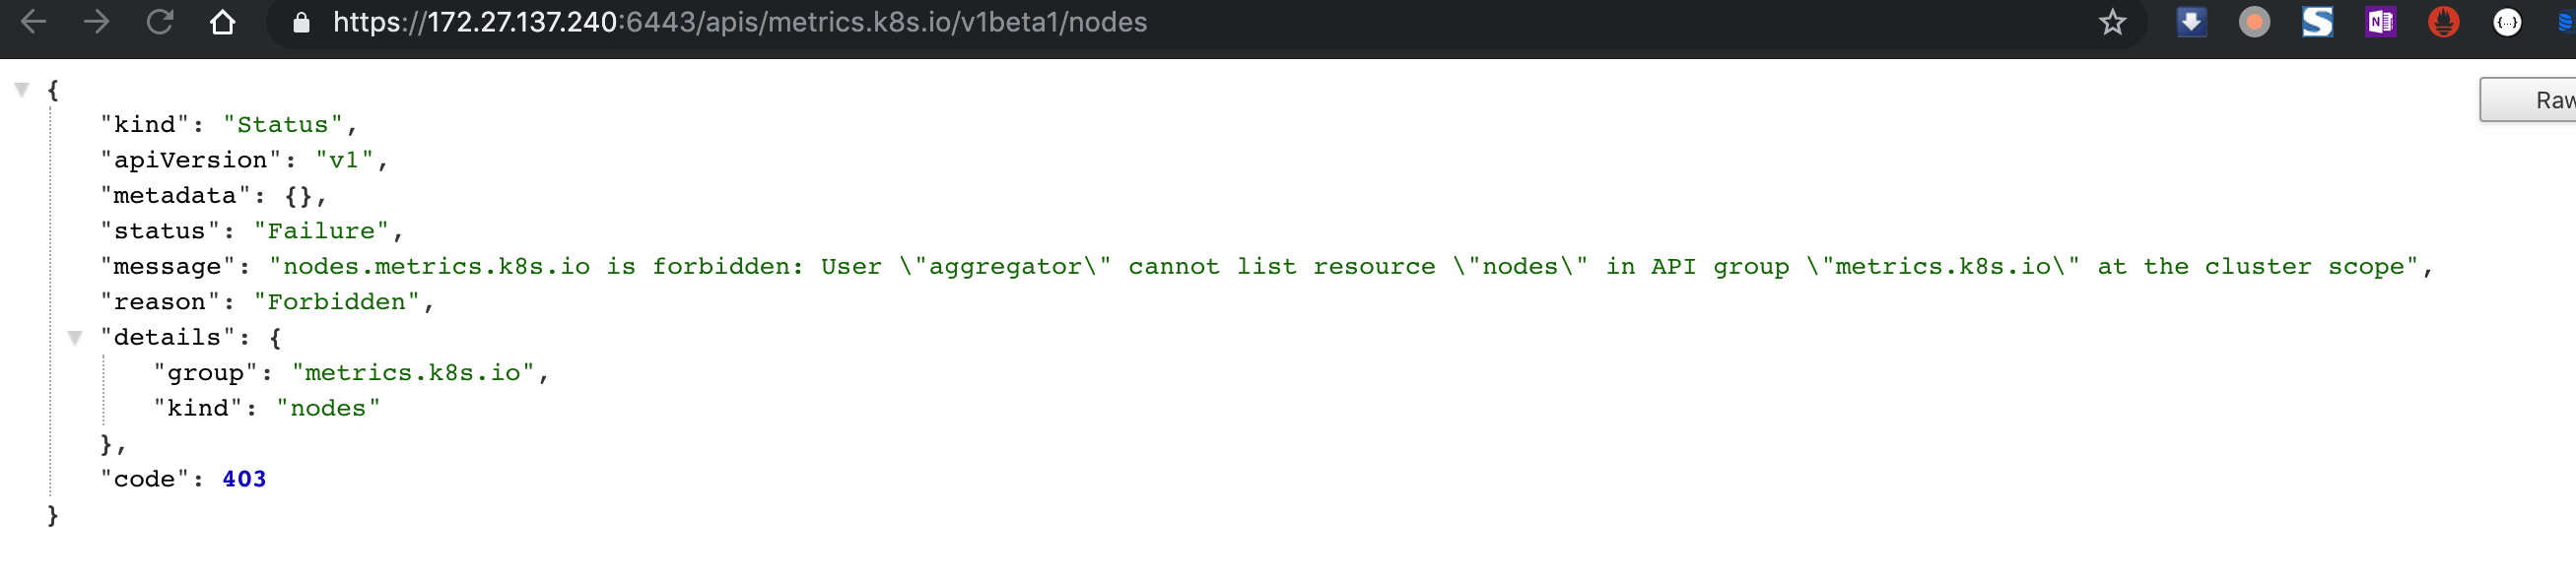 https://172.27.137.240:6443/apis/metrics.k8s.io/v1beta1/nodes
{
"kind": "Status",
"apiVersion": "v1",
"metadata": {},
"status": "Failure",
"message": "nodes.metrics.k8s.io is forbidden: User \"aggregator\" cannot list resource \"nodes\" in API group \"metrics.k8s.io\" at the cluster scope",
"reason": "Forbidden",
"details": {
"group": "metrics.k8s.io",
"kind": "nodes"
},
"code": 403
}
Raw